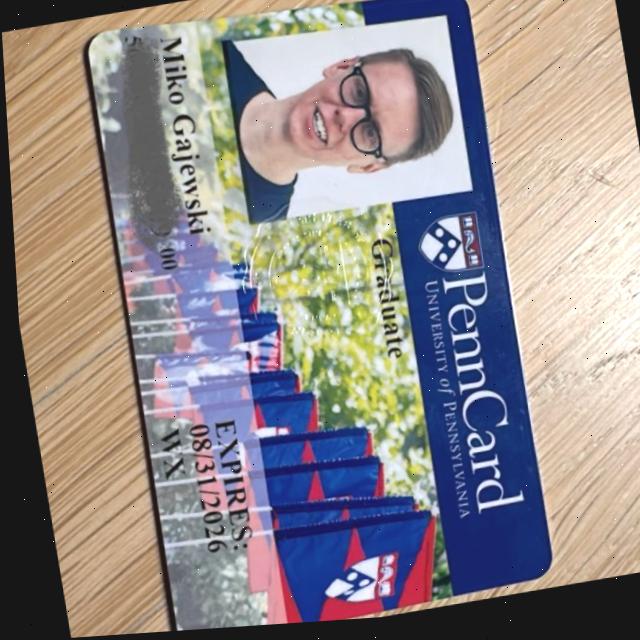 PennCard
UNIVERSITY of PENNSYLVANIA
Graduate
Miko Gajewski
EXPIRES:
08/31/2026
WX